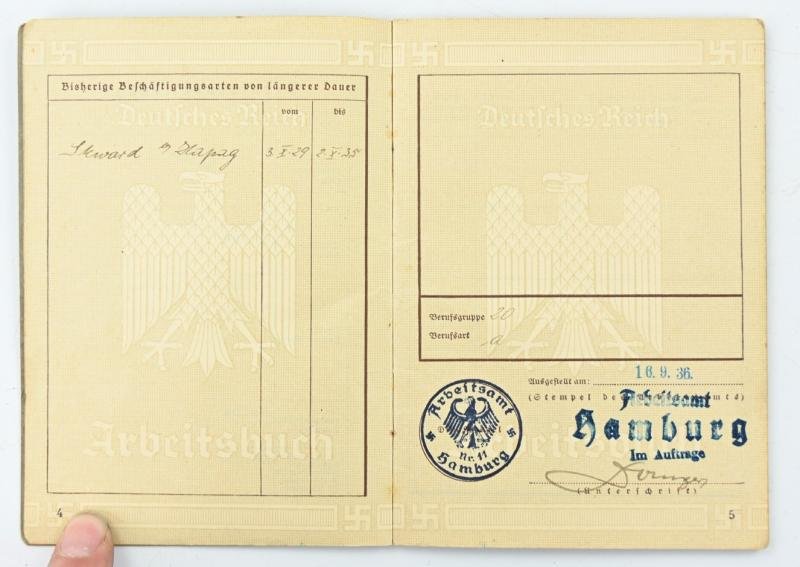 Bisherige Beschäftigungsarten von längerer Dauer
Deutsches Reich
vom bis
Steward Hapag 3.X.29 2.X.35
Arbeitsbuch
4
Deutsches Reich
Berufsgruppe 20
Berufsart a
Ausgestellt am: 16.9.36.
(Stempel des Arbeitsamts)
Arbeitsamt
Nr. 11
Hamburg
Arbeitsamt
Hamburg
Im Auftrage
(Unterschrift)
Arbeitsbuch
5